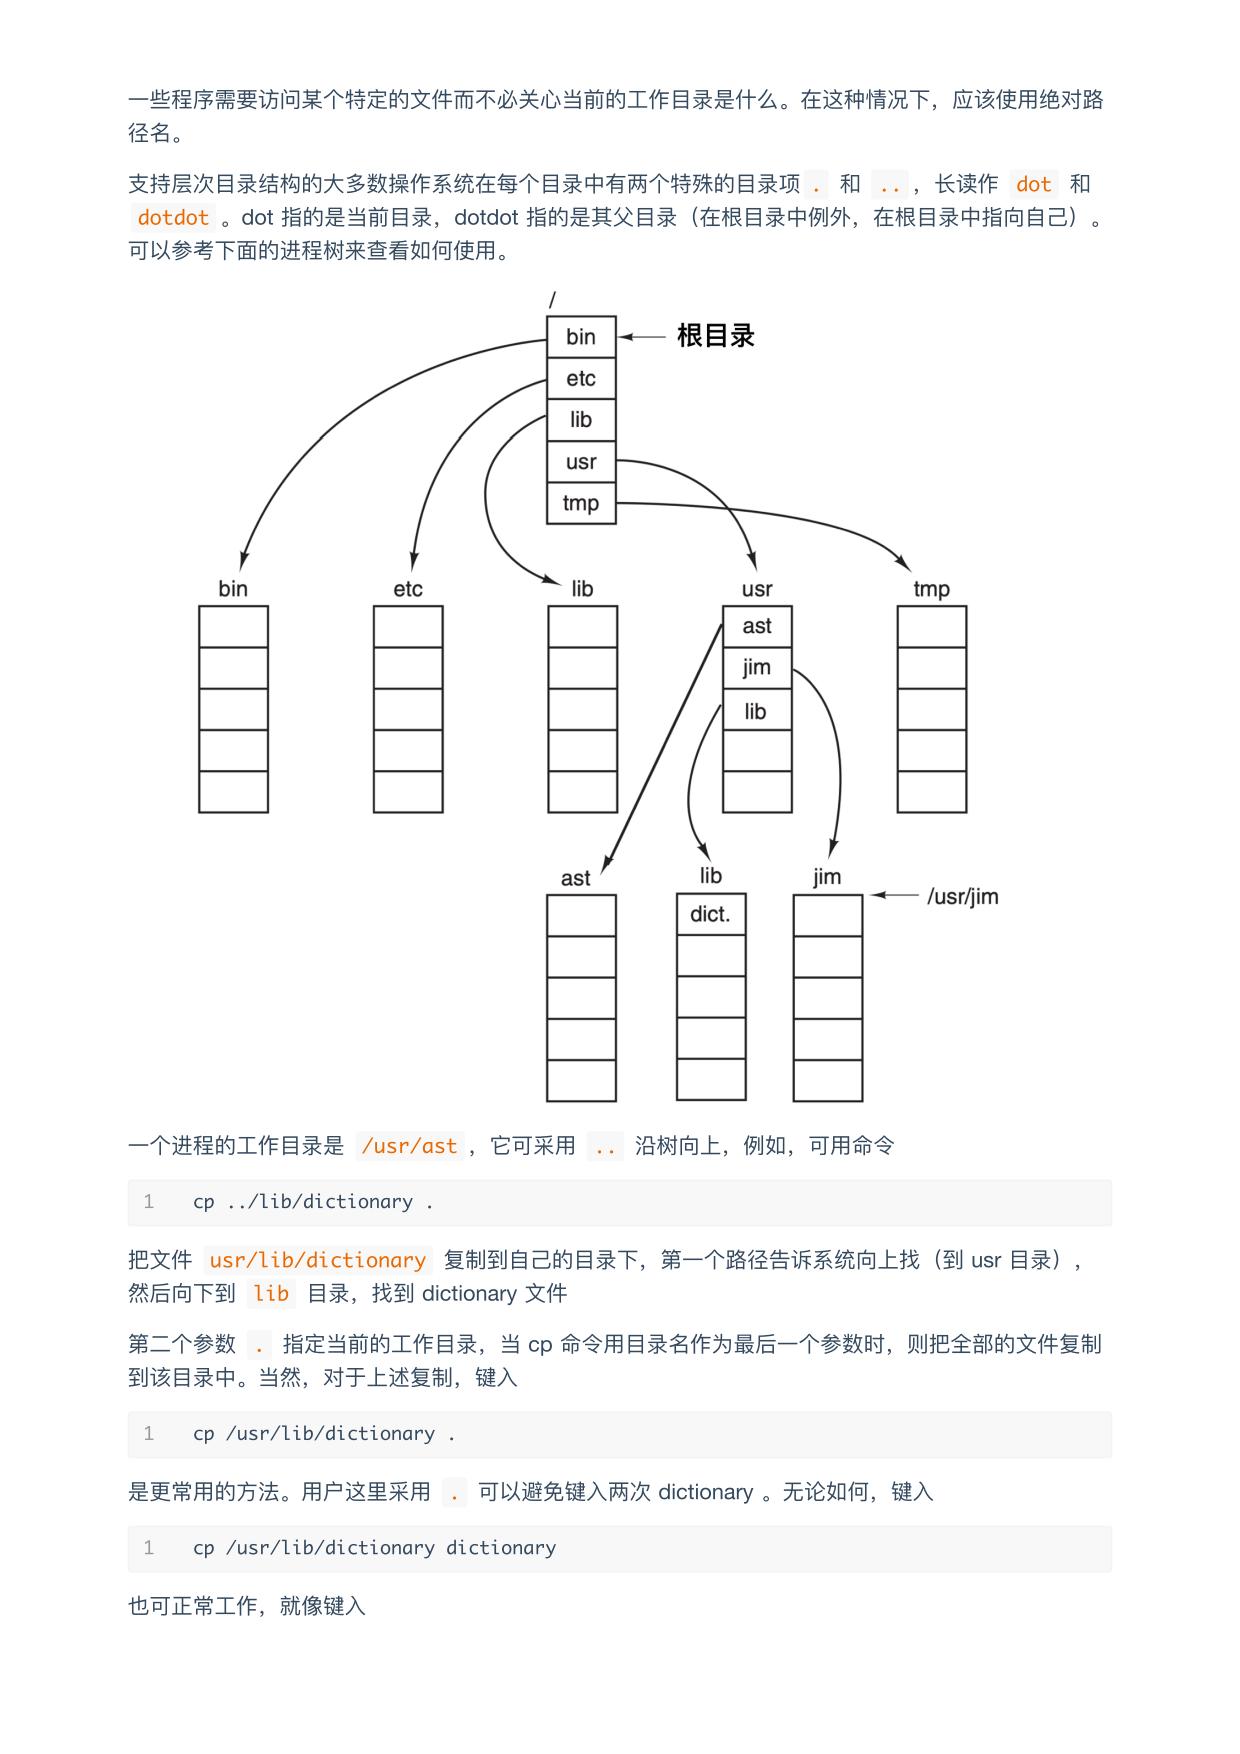 一些程序需要访问某个特定的文件而不必关心当前的工作目录是什么。在这种情况下，应该使用绝对路
径名。
支持层次目录结构的大多数操作系统在每个目录中有两个特殊的目录项 . 和 .. ，长读作 dot 和
dotdot 。dot 指的是当前目录，dotdot 指的是其父目录（在根目录中例外，在根目录中指向自己）。
可以参考下面的进程树来查看如何使用。
/
bin
根目录
etc
lib
usr
tmp
bin
etc
lib
usr
tmp
ast
jim
lib
ast
lib
jim
/usr/jim
dict.
一个进程的工作目录是 /usr/ast ，它可采用 .. 沿树向上，例如，可用命令
1 cp ../lib/dictionary .
把文件 usr/lib/dictionary 复制到自己的目录下，第一个路径告诉系统向上找（到 usr 目录），
然后向下到 lib 目录，找到 dictionary 文件
第二个参数 . 指定当前的工作目录，当 cp 命令用目录名作为最后一个参数时，则把全部的文件复制
到该目录中。当然，对于上述复制，键入
1 cp /usr/lib/dictionary .
是更常用的方法。用户这里采用 . 可以避免键入两次 dictionary 。无论如何，键入
1 cp /usr/lib/dictionary dictionary
也可正常工作，就像键入